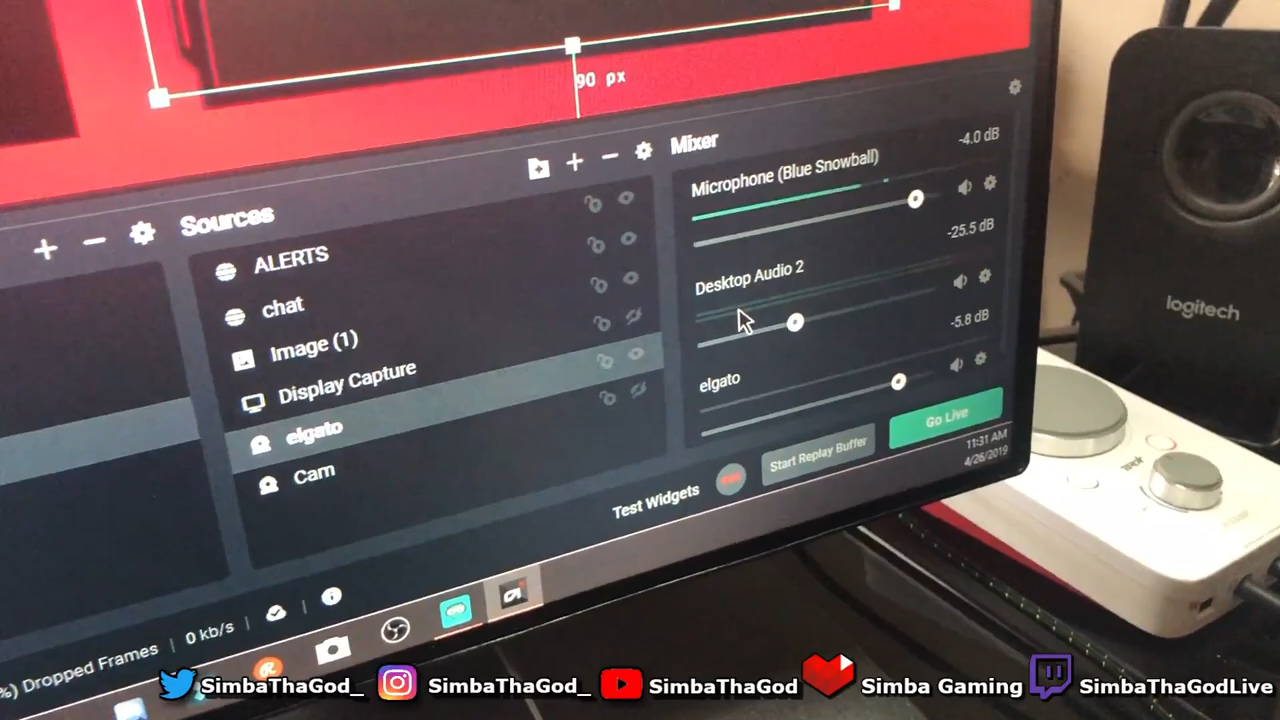 90 px
Mixer
-4.0 dB
Microphone (Blue Snowball)
-25.5 dB
Desktop Audio 2
-5.8 dB
elgato
Sources
ALERTS
chat
Image (1)
Display Capture
elgato
Cam
Go Live
Start Replay Buffer
Test Widgets
11:31 AM
4/26/2019
%) Dropped Frames | 0 kb/s
logitech
SimbaThaGod_
SimbaThaGod_
SimbaThaGod
Simba Gaming
SimbaThaGodLive